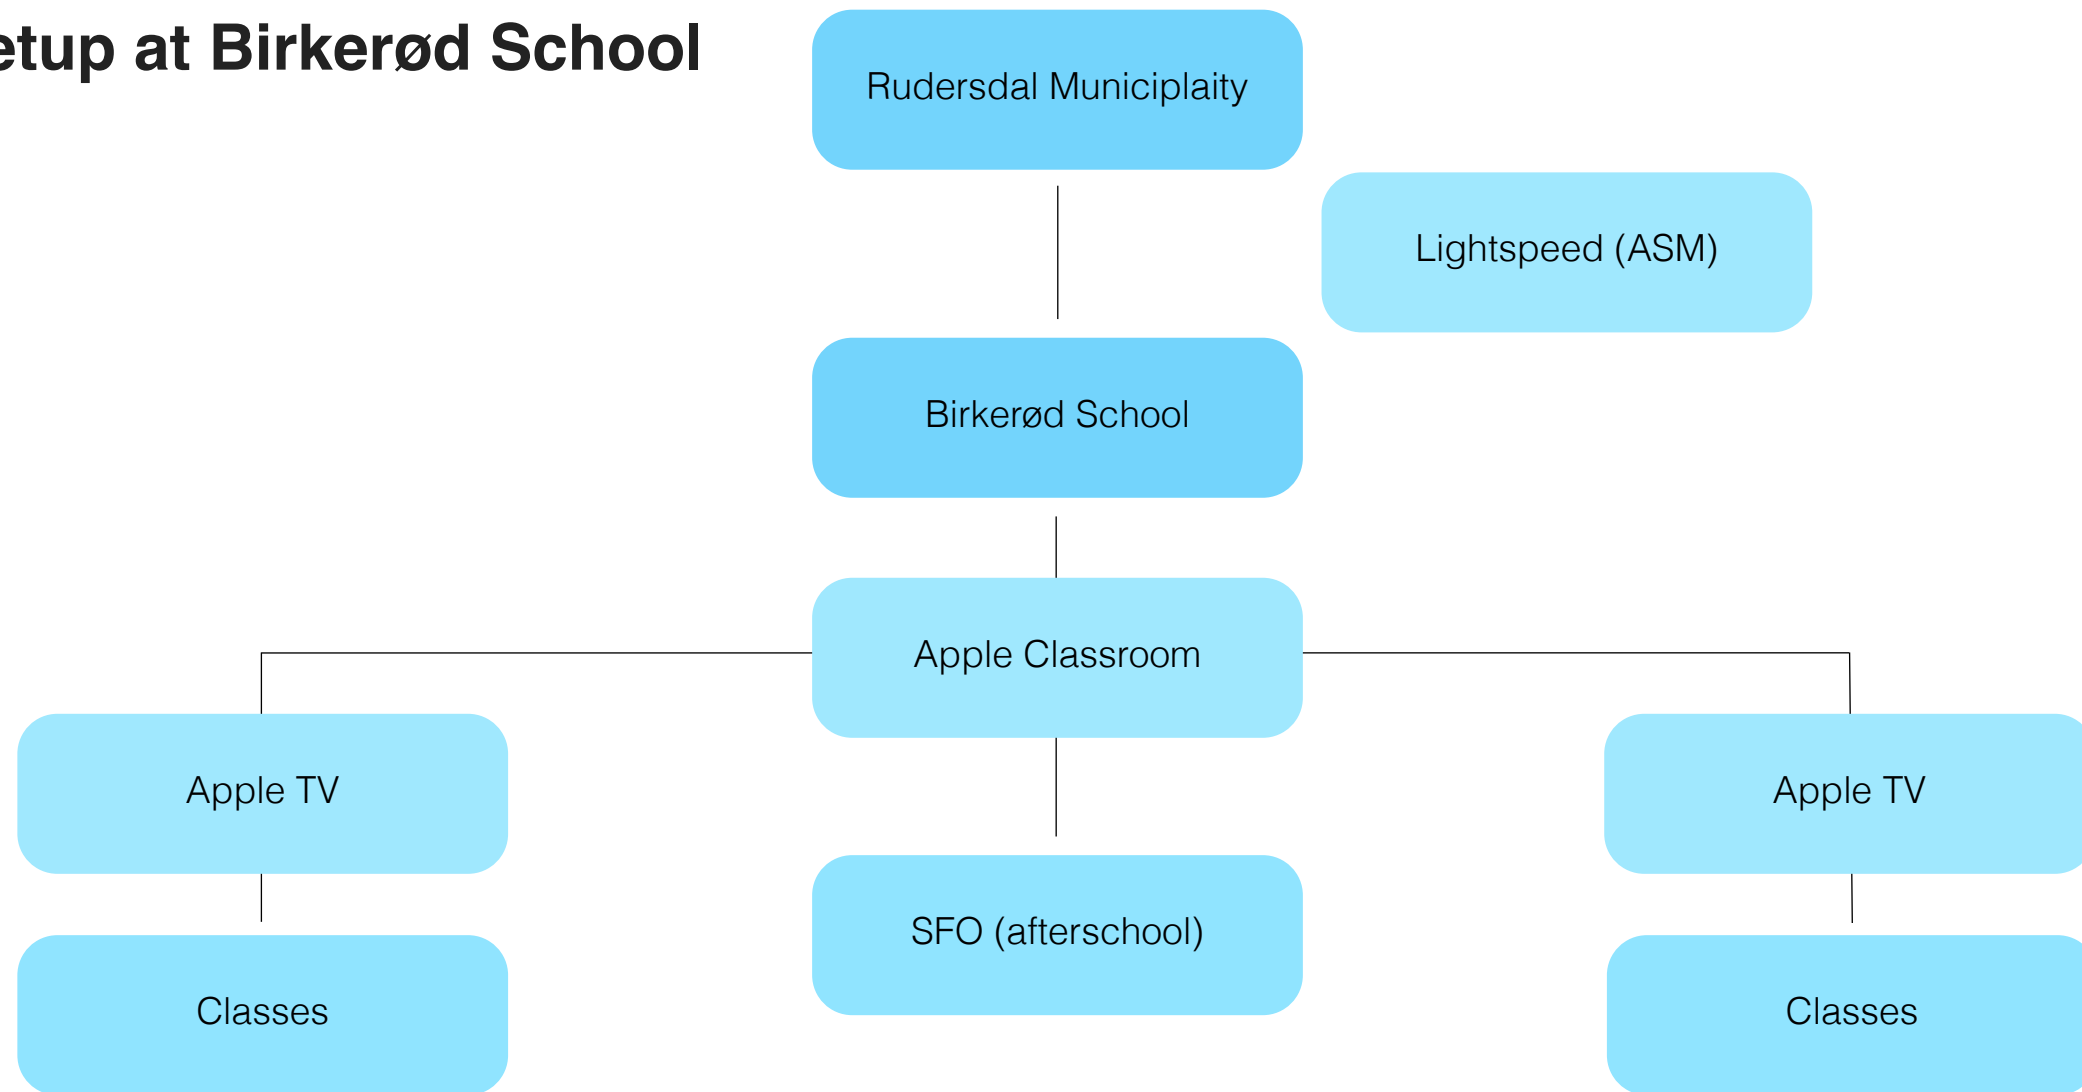 etup at Birkerød School
Rudersdal Municiplaity
Lightspeed (ASM)
Birkerød School
Apple Classroom
Apple TV
Apple TV
SFO (afterschool)
Classes
Classes